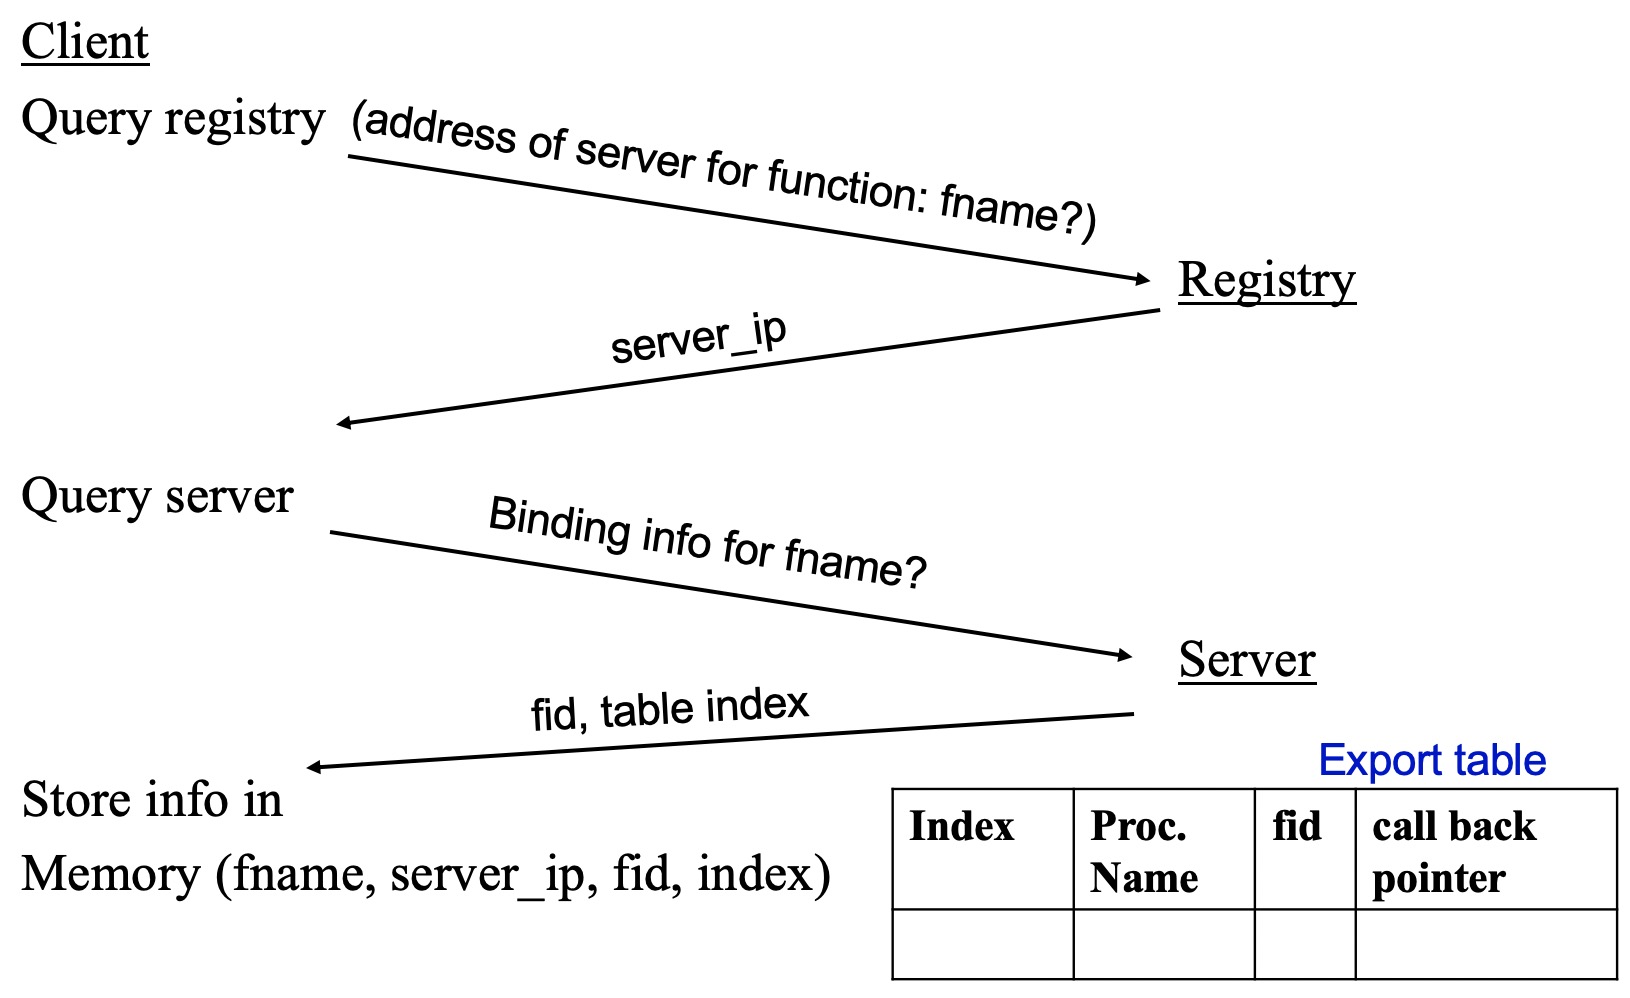 Client
Query registry (address of server for function: fname?)
Registry
server_ip
Query server
Binding info for fname?
Server
fid, table index
Export table
Store info in
Memory (fname, server_ip, fid, index)
Index
Proc.
Name
fid
call back
pointer